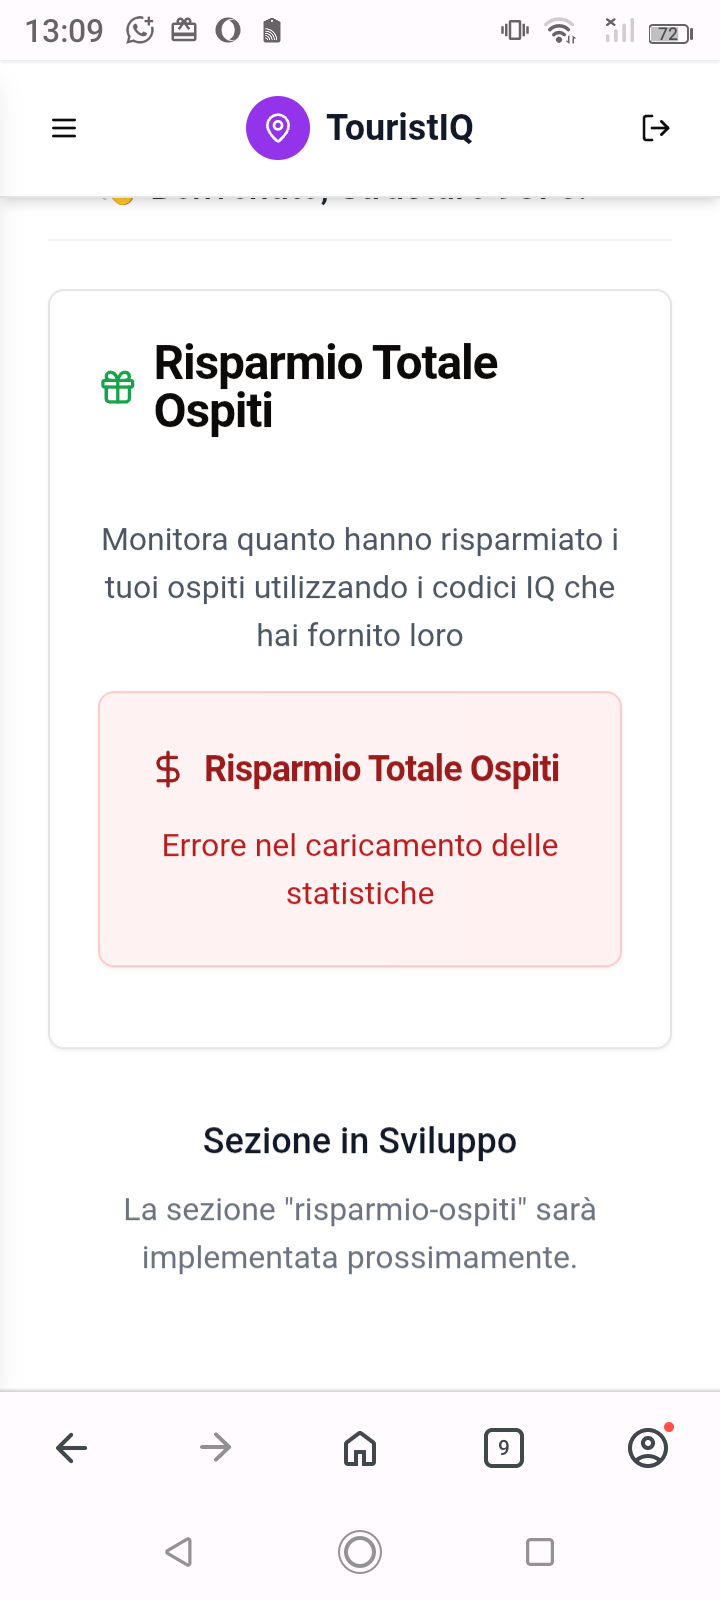 13:09
72
TouristIQ
Risparmio Totale
Ospiti
Monitora quanto hanno risparmiato i
tuoi ospiti utilizzando i codici IQ che
hai fornito loro
Risparmio Totale Ospiti
Errore nel caricamento delle
statistiche
Sezione in Sviluppo
La sezione "risparmio-ospiti" sarà
implementata prossimamente.
9